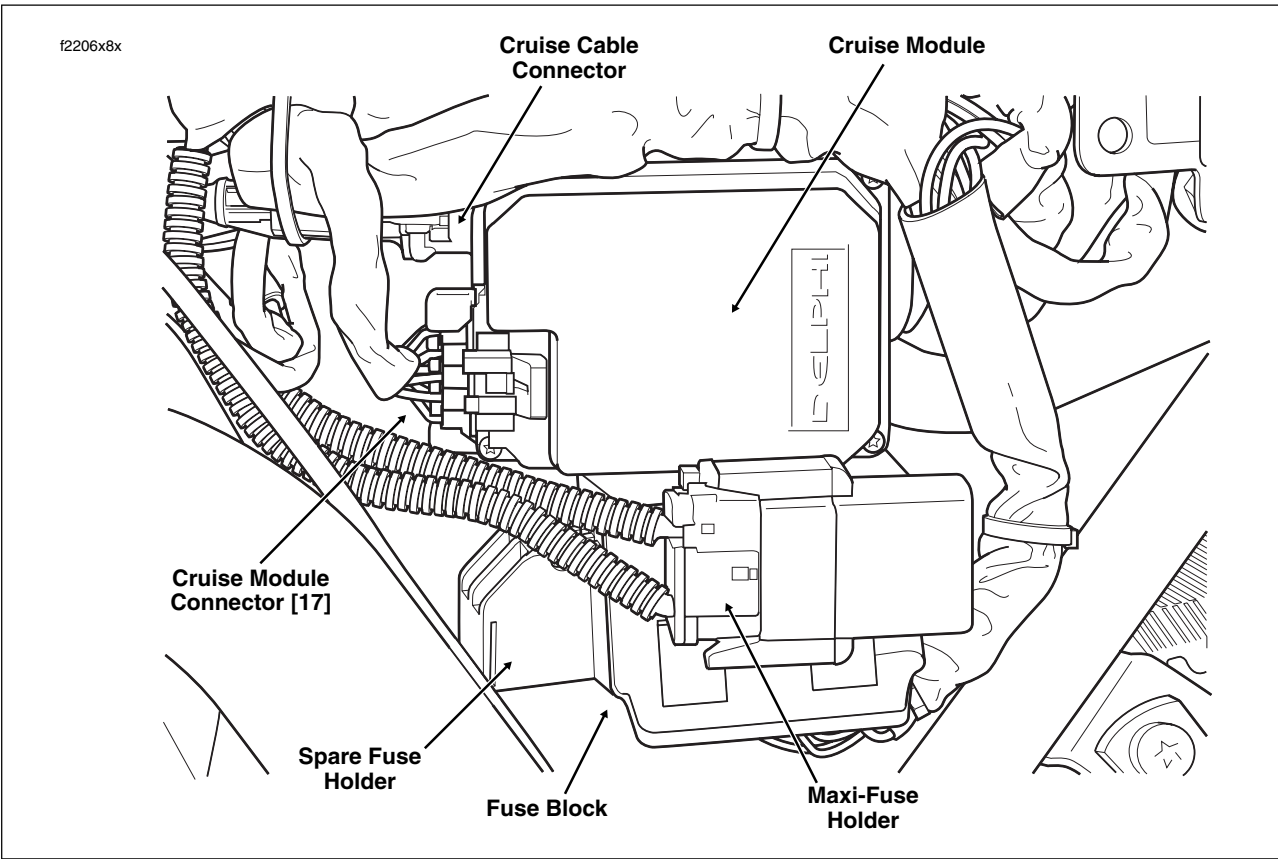 f2206x8x
Cruise Cable
Connector
Cruise Module
DELPHI
Cruise Module
Connector [17]
Spare Fuse
Holder
Fuse Block
Maxi-Fuse
Holder